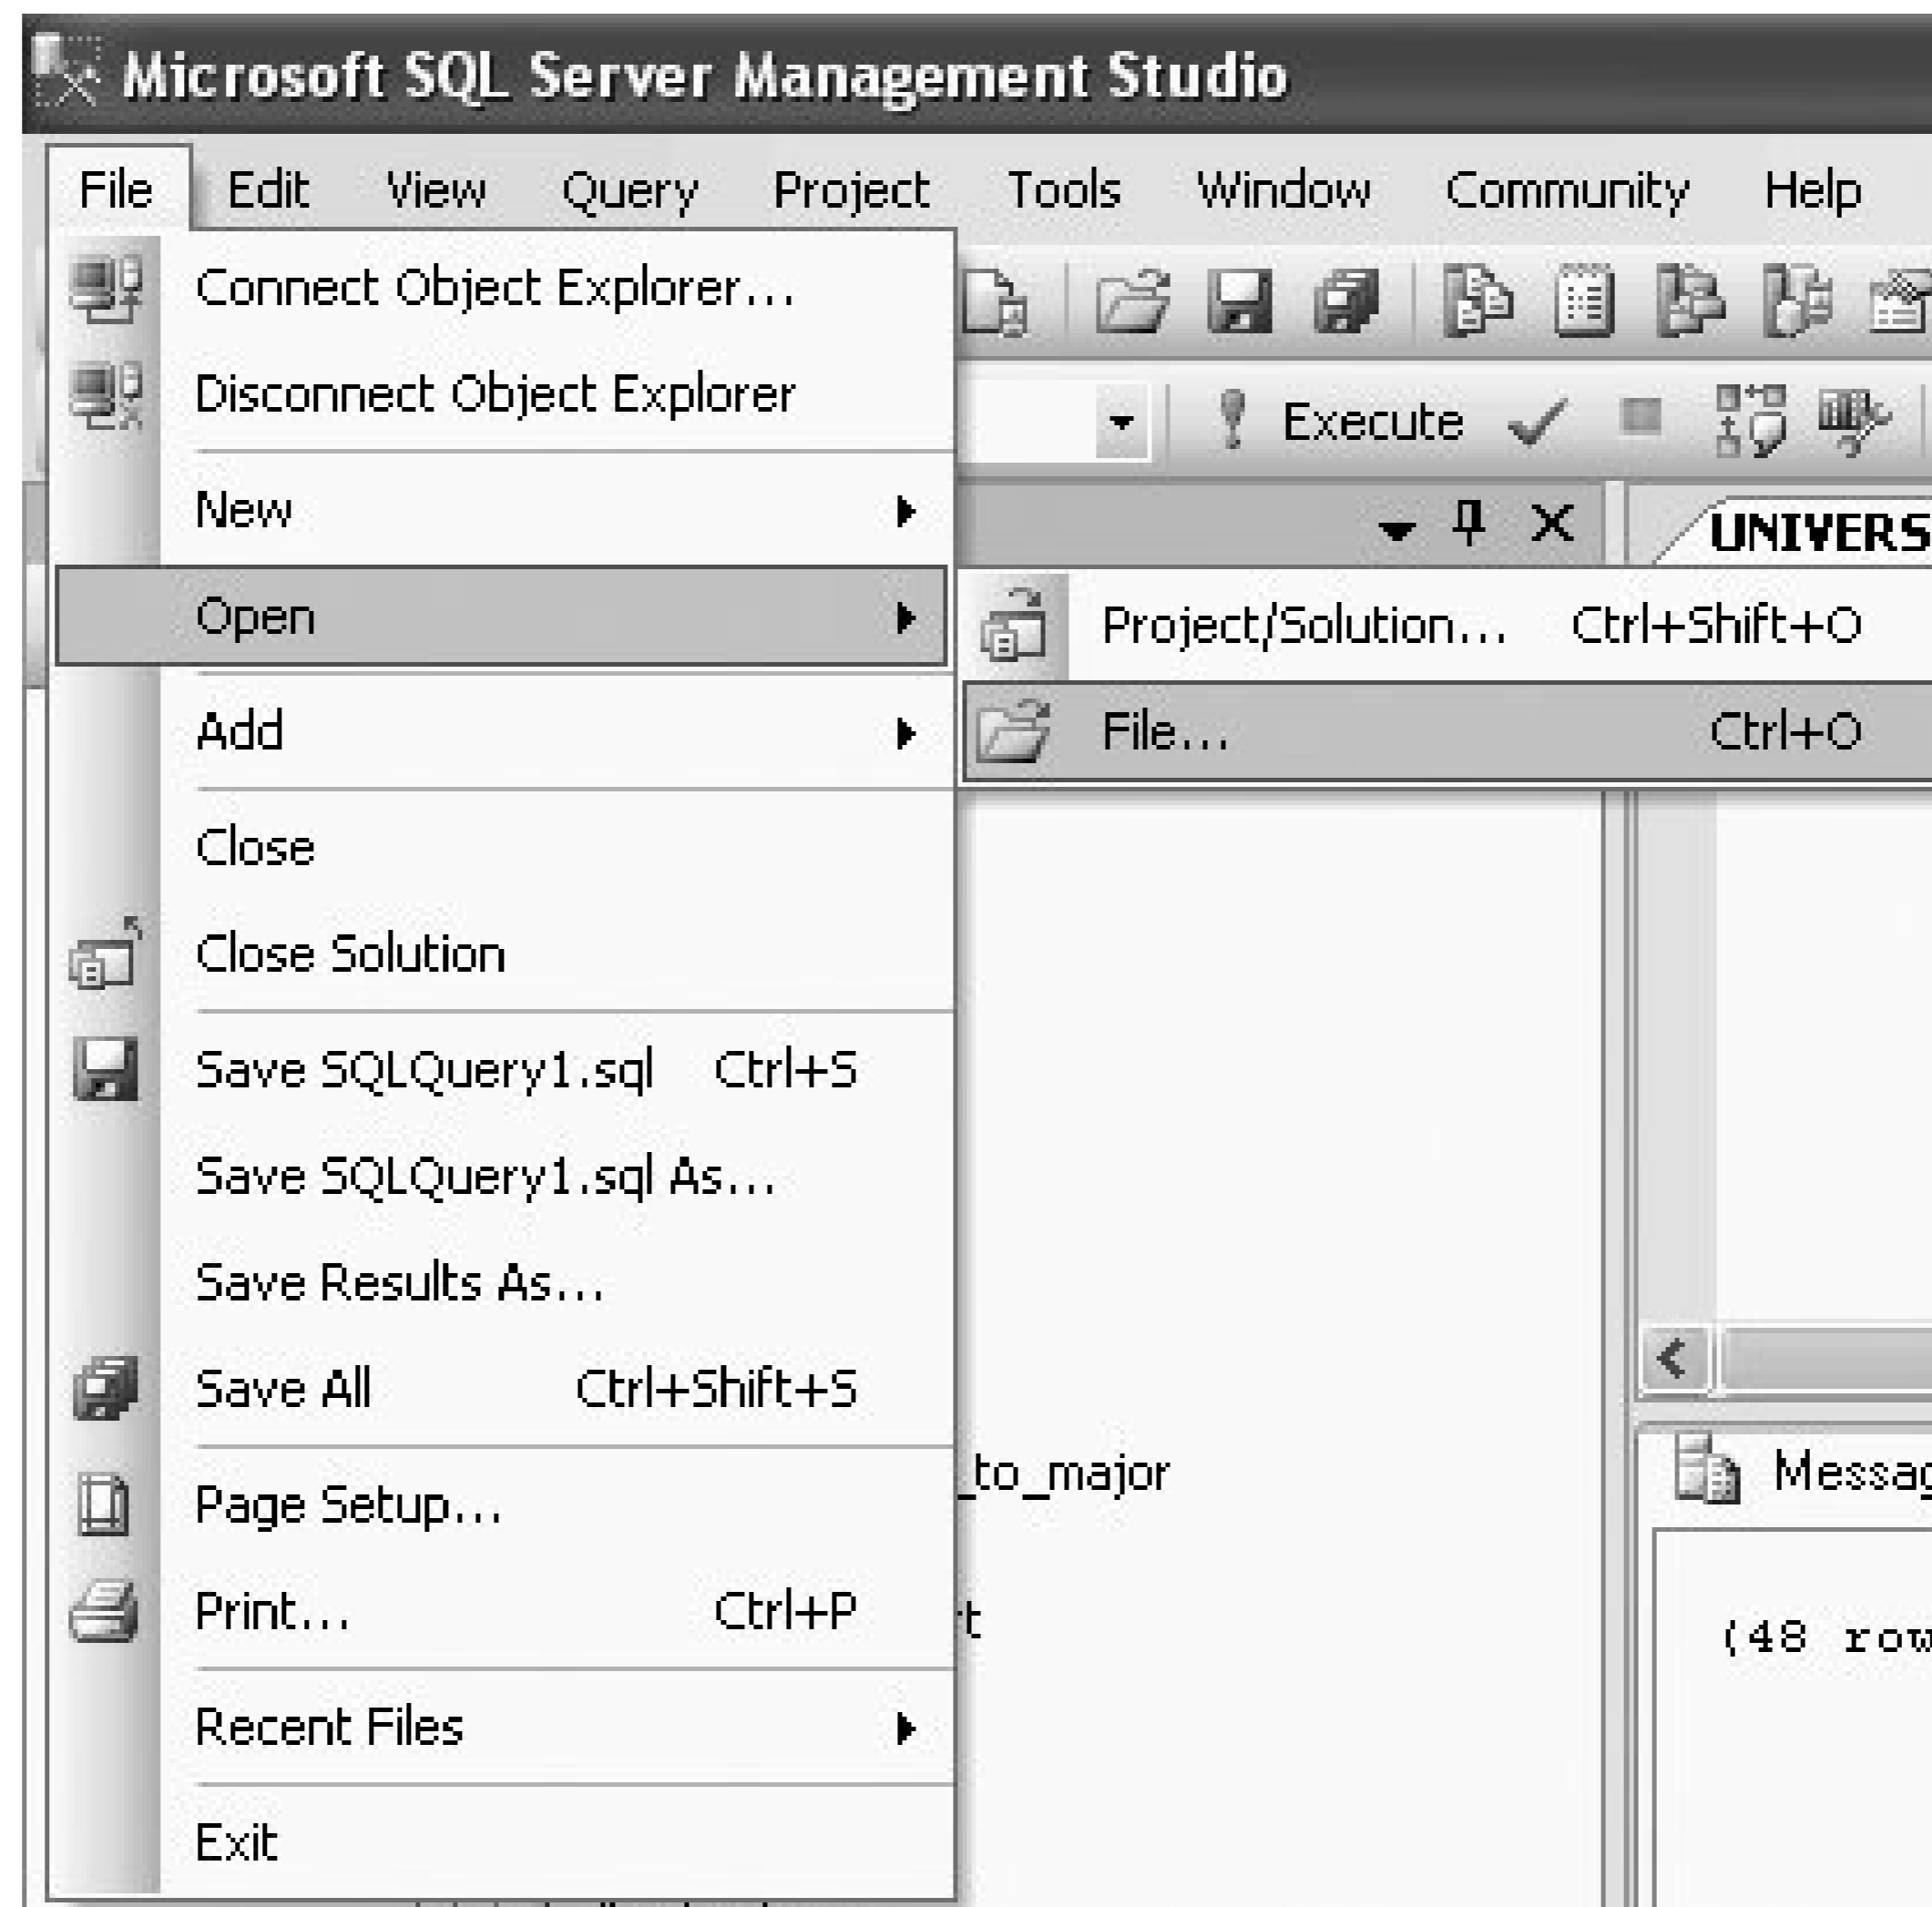 Microsoft SQL Server Management Studio
File Edit View Query Project Tools Window Community Help
Connect Object Explorer...
Disconnect Object Explorer
Execute
New
UNIVERS
Open
Project/Solution... Ctrl+Shift+O
File... Ctrl+O
Add
Close
Close Solution
Save SQLQuery1.sql Ctrl+S
Save SQLQuery1.sql As...
Save Results As...
Save All Ctrl+Shift+S
_to_major
Messag
Page Setup...
Print... Ctrl+P
t
(48 row
Recent Files
Exit